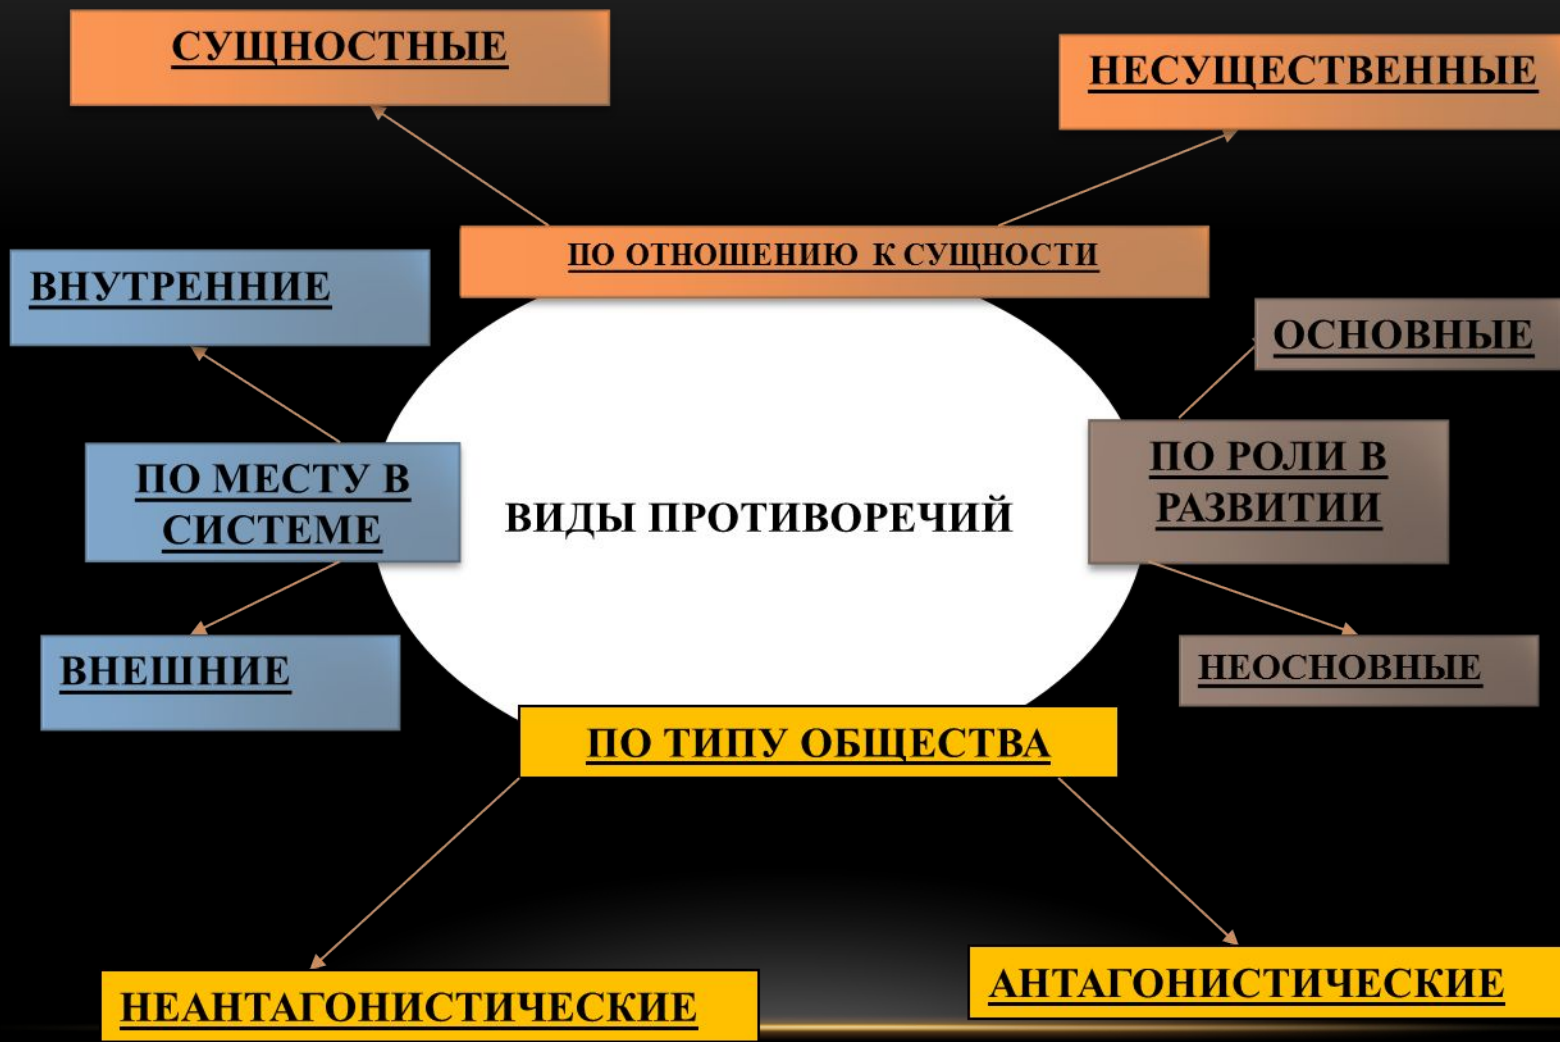 СУЩНОСТНЫЕ
НЕСУЩЕСТВЕННЫЕ
ПО ОТНОШЕНИЮ К СУЩНОСТИ
ВНУТРЕННИЕ
ОСНОВНЫЕ
ПО МЕСТУ В
СИСТЕМЕ
ВИДЫ ПРОТИВОРЕЧИЙ
ПО РОЛИ В
РАЗВИТИИ
ВНЕШНИЕ
НЕОСНОВНЫЕ
ПО ТИПУ ОБЩЕСТВА
НЕАНТАГОНИСТИЧЕСКИЕ
АНТАГОНИСТИЧЕСКИЕ